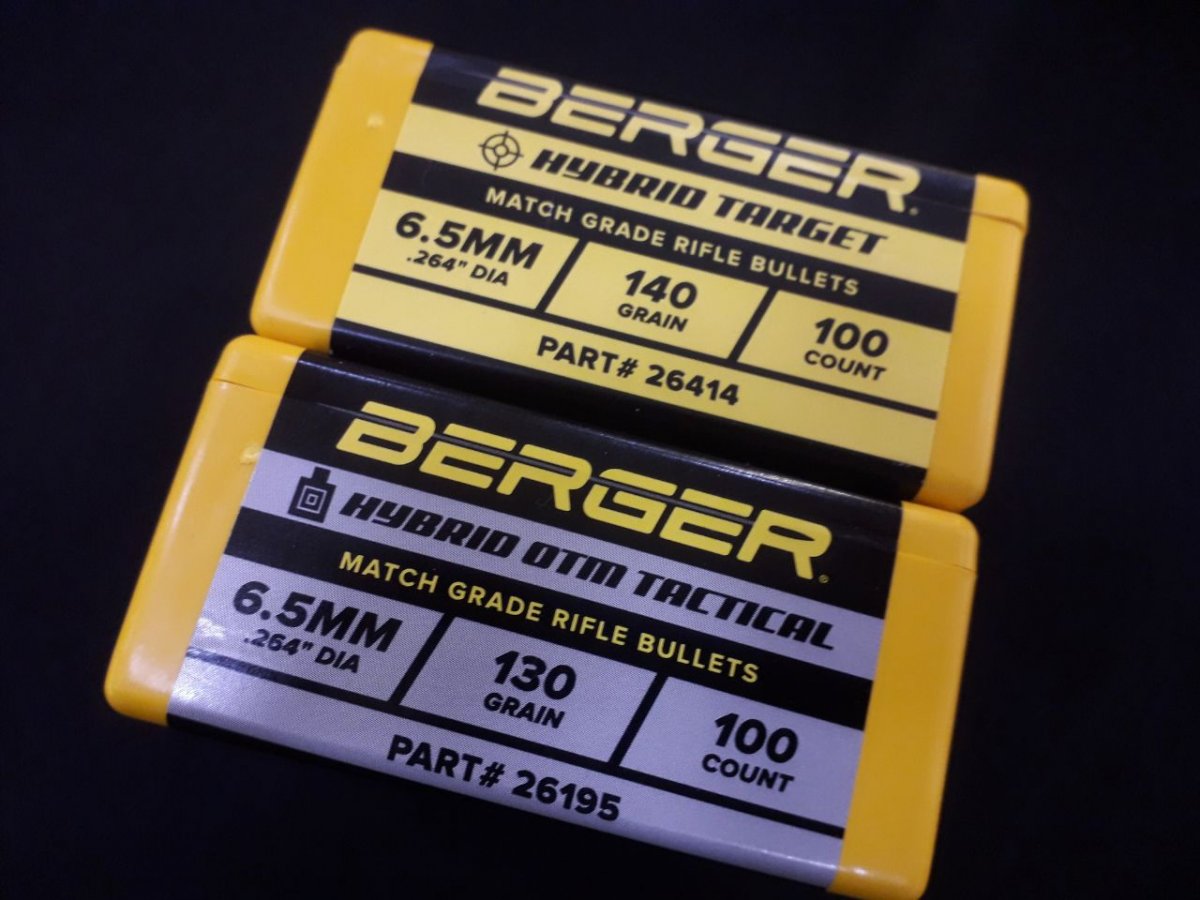 BERGER.
HYBRID TARGET
MATCH GRADE RIFLE BULLETS
6.5MM
.264" DIA
140
GRAIN
100
COUNT
PART# 26414
BERGER®
HYBRID OTM TACTICAL
MATCH GRADE RIFLE BULLETS
6.5MM
.264" DIA
130
GRAIN
100
COUNT
PART# 26195